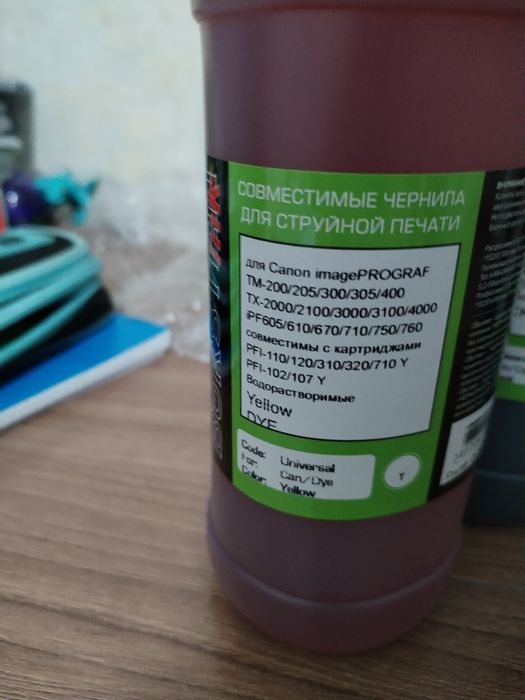 СОВМЕСТИМЫЕ ЧЕРНИЛА
ДЛЯ СТРУЙНОЙ ПЕЧАТИ
для Canon imagePROGRAF
TM-200/205/300/305/400
TX-2000/2100/3000/3100/4000
iPF605/610/670/710/750/760
совместимы с картриджами
PFI-110/120/310/320/710 Y
PFI-102/107 Y
Водорастворимые
Yellow
DYE
Code: Universal
For: Can/Dye
Color: Yellow
Y